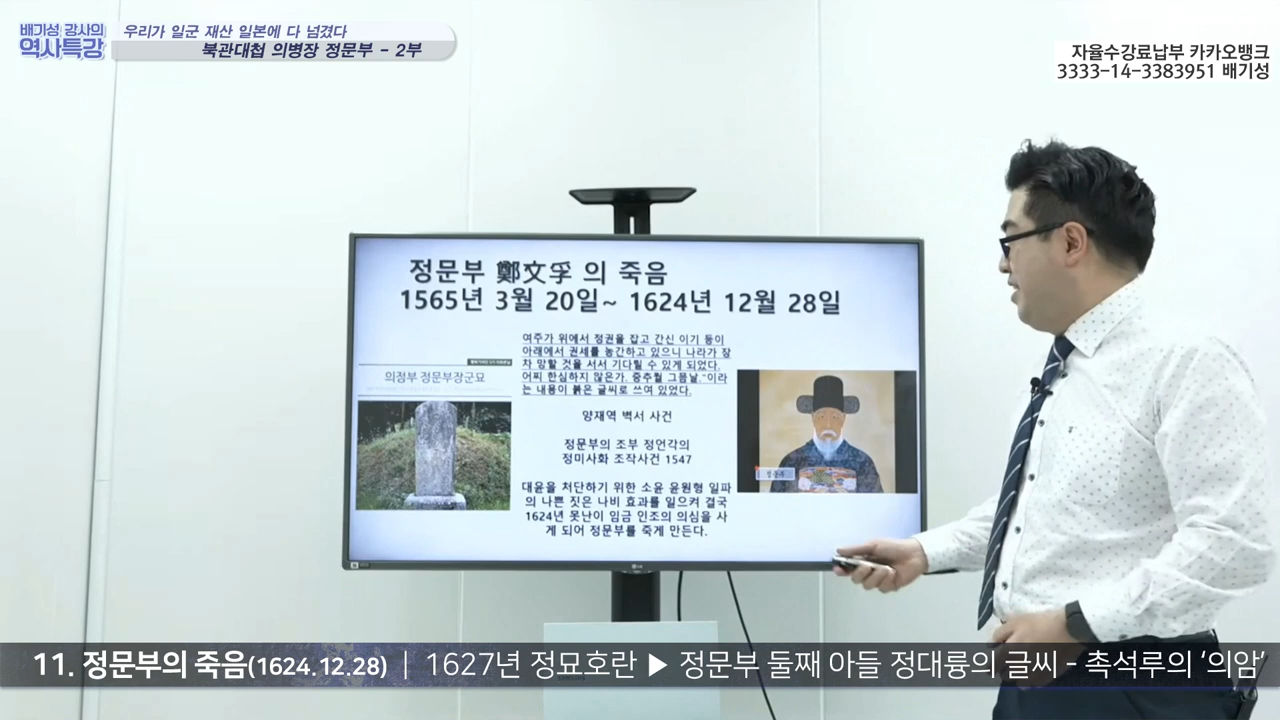 배기성 강사의
역사특강
우리가 일군 재산 일본에 다 넘겼다
북관대첩 의병장 정문부 - 2부
자율수강료납부 카카오뱅크
3333-14-3383951 배기성
정문부 鄭文孚 의 죽음
1565년 3월 20일~ 1624년 12월 28일
의정부 정문부장군묘
여주가 위에서 정권을 잡고 간신 이기 등이
아래에서 권세를 농간하고 있으니 나라가 장
차 망할 것을 서서 기다릴 수 있게 되었다.
어찌 한심하지 않은가. 중추월 그믐날."이라
는 내용이 붉은 글씨로 쓰여 있었다.
양재역 벽서 사건
정문부의 조부 정언각의
정미사화 조작사건 1547
대윤을 처단하기 위한 소윤 윤원형 일파
의 나쁜 짓은 나비 효과를 일으켜 결국
1624년 못난이 임금 인조의 의심을 사
게 되어 정문부를 죽게 만든다.
LG
11. 정문부의 죽음(1624.12.28) | 1627년 정묘호란 ▶ 정문부 둘째 아들 정대륭의 글씨 - 촉석루의 ‘의암’